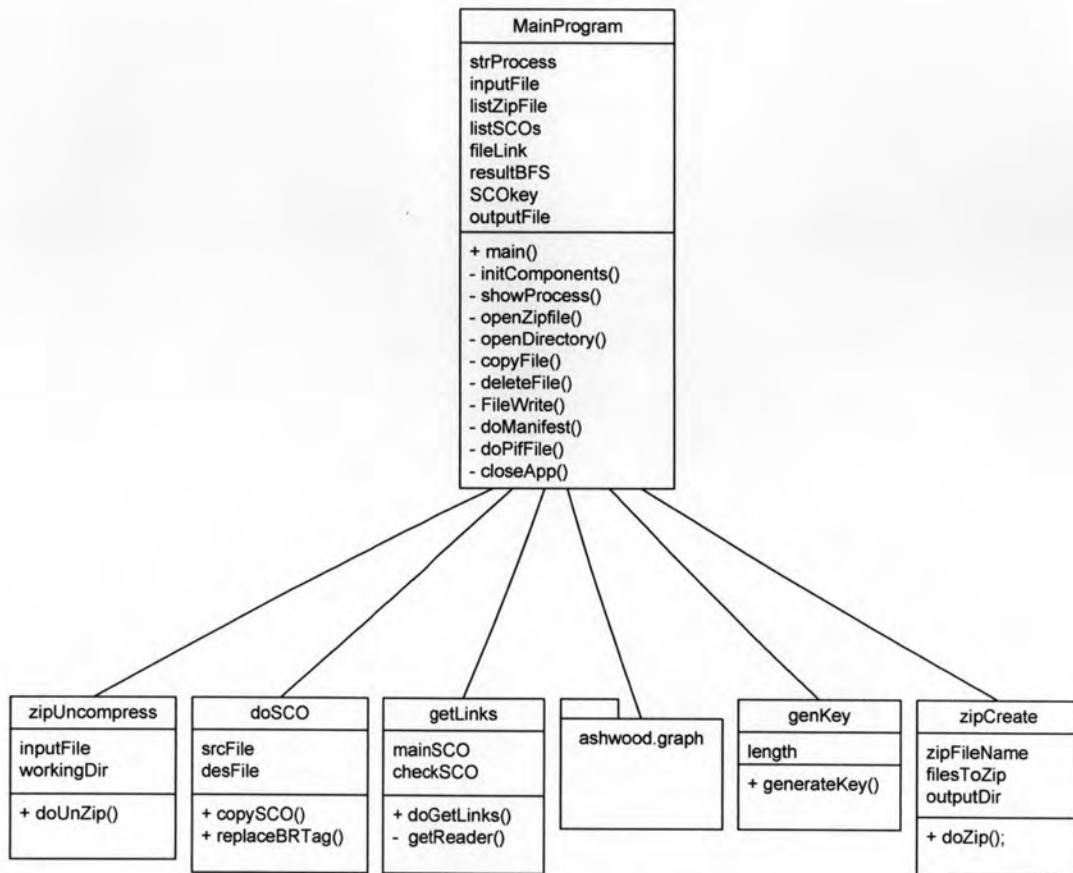 MainProgram
strProcess
inputFile
listZipFile
listSCOs
fileLink
resultBFS
SCOkey
outputFile
+ main()
- initComponents()
- showProcess()
- openZipfile()
- openDirectory()
- copyFile()
- deleteFile()
- FileWrite()
- doManifest()
- doPifFile()
- closeApp()
zipUncompress
inputFile
workingDir
+ doUnZip()
doSCO
srcFile
desFile
+ copySCO()
+ replaceBRTag()
getLinks
mainSCO
checkSCO
+ doGetLinks()
- getReader()
ashwood.graph
genKey
length
+ generateKey()
zipCreate
zipFileName
filesToZip
outputDir
+ doZip();